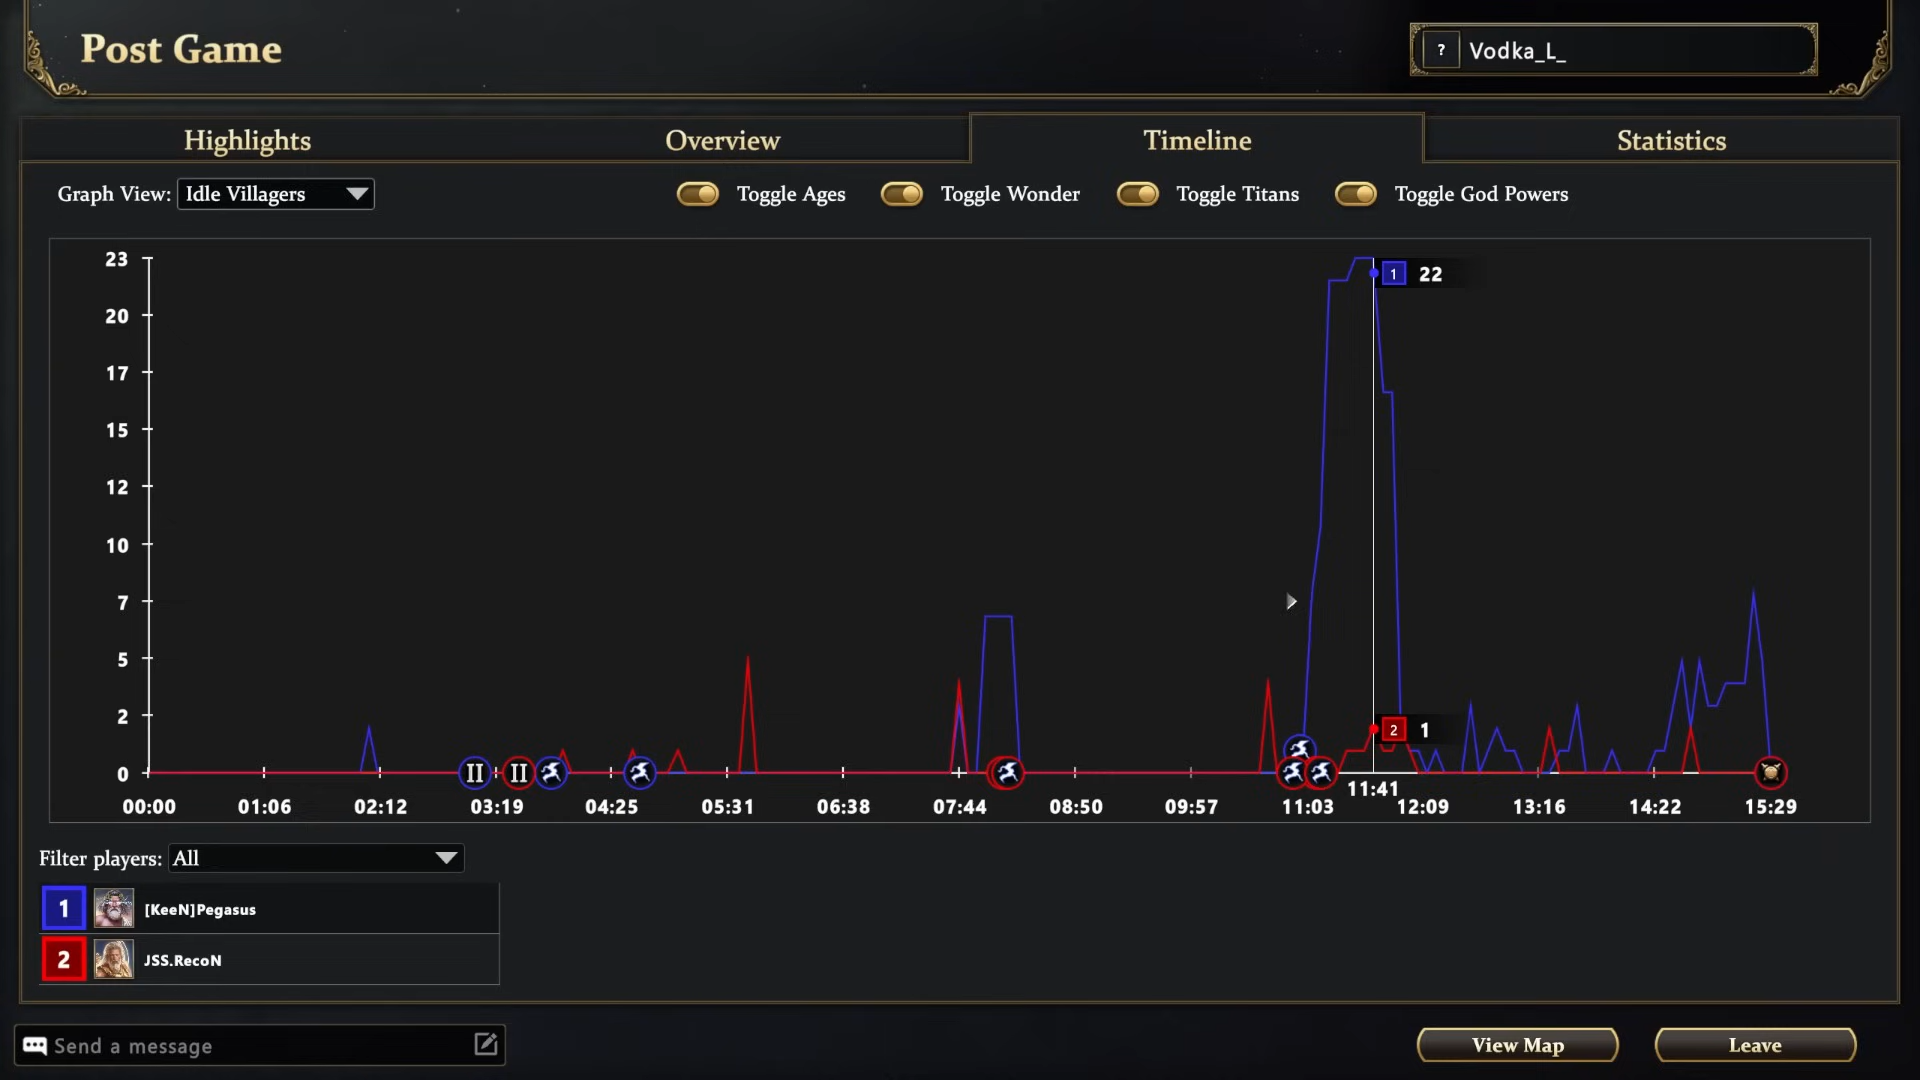 Post Game
? Vodka_L_
Highlights
Overview
Timeline
Statistics
Graph View: Idle Villagers
Toggle Ages
Toggle Wonder
Toggle Titans
Toggle God Powers
23
20
17
15
12
10
7
5
2
0
1 22
2 1
II
II
11:41
00:00 01:06 02:12 03:19 04:25 05:31 06:38 07:44 08:50 09:57 11:03 12:09 13:16 14:22 15:29
Filter players: All
1 [KeeN]Pegasus
2 JSS.RecoN
Send a message
View Map
Leave